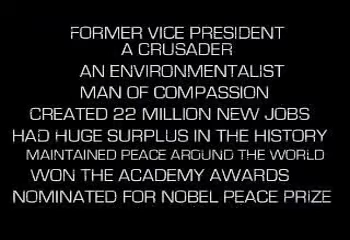 FORMER VICE PRESIDENT
A CRUSADER
AN ENVIRONMENTALIST
MAN OF COMPASSION
CREATED 22 MILLION NEW JOBS
HAD HUGE SURPLUS IN THE HISTORY
MAINTAINED PEACE AROUND THE WORLD
WON THE ACADEMY AWARDS
NOMINATED FOR NOBEL PEACE PRIZE